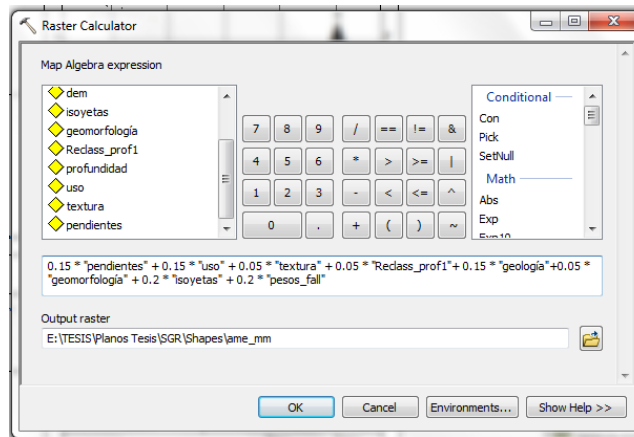 Raster Calculator
Map Algebra expression
dem
isoyetas
geomorfología
Reclass_prof1
profundidad
uso
textura
pendientes
7 8 9 / == != &
4 5 6 * > >= |
1 2 3 - < <= ^
0 . + ( ) ~
Conditional
Con
Pick
SetNull
Math
Abs
Exp
Exp10
0.15 * "pendientes" + 0.15 * "uso" + 0.05 * "textura" + 0.05 * "Reclass_prof1"+ 0.15 * "geología"+0.05 *
"geomorfología" + 0.2 * "isoyetas" + 0.2 * "pesos_fall"
Output raster
E:\TESIS\Planos Tesis\SGR\Shapes\ame_mm
OK Cancel Environments... Show Help >>